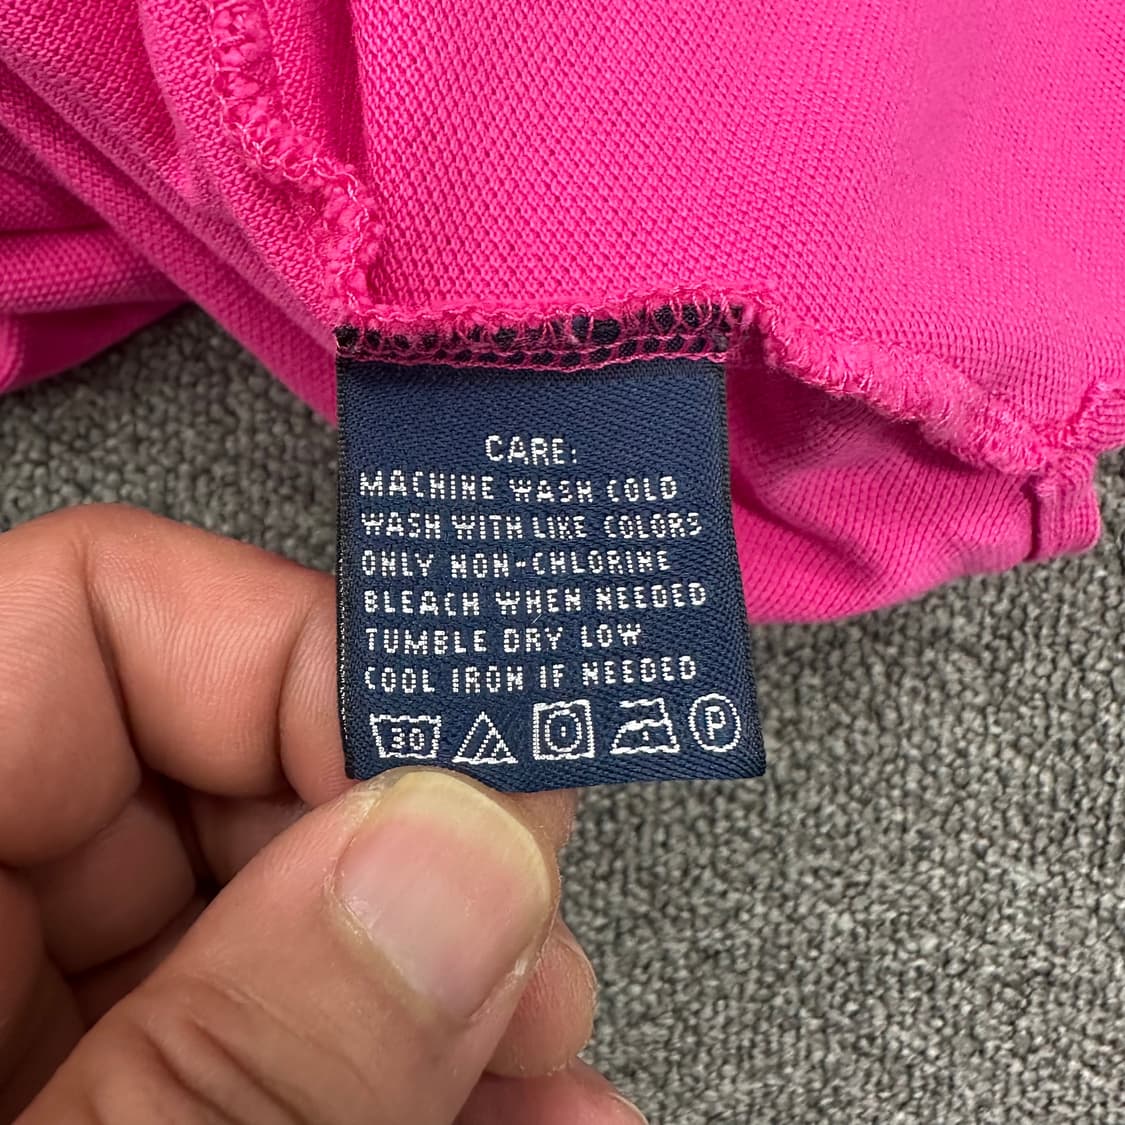 CARE:
MACHINE WASH COLD
WASH WITH LIKE COLORS
ONLY NON-CHLORINE
BLEACH WHEN NEEDED
TUMBLE DRY LOW
COOL IRON IF NEEDED
30 P